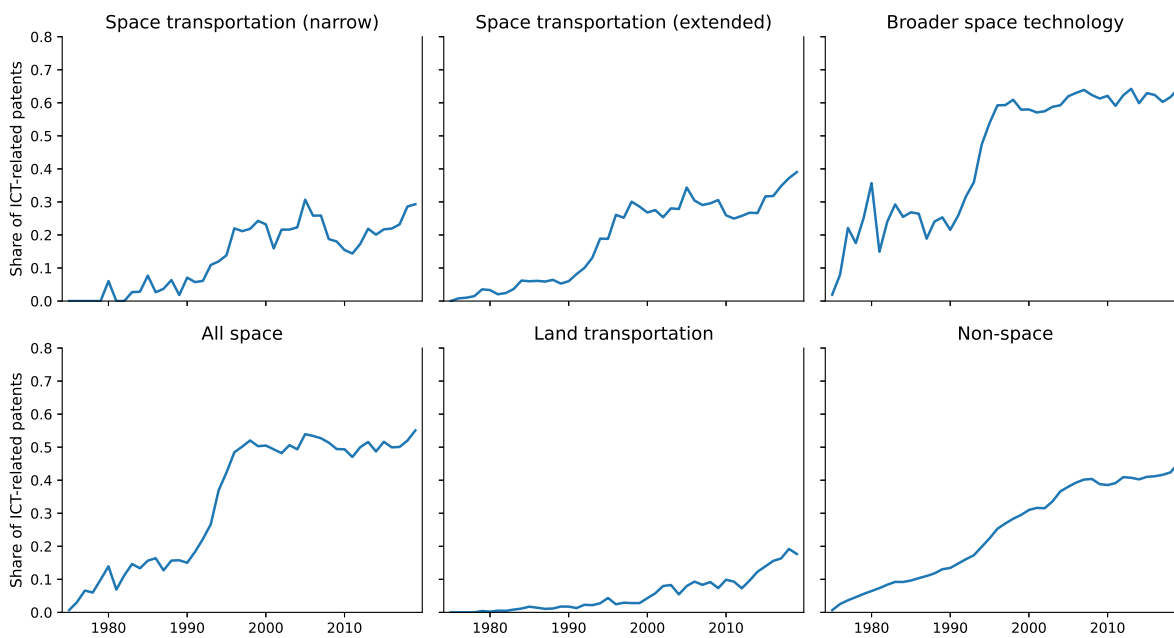 Space transportation (narrow)
Space transportation (extended)
Broader space technology
Share of ICT-related patents
0.8
0.7
0.6
0.5
0.4
0.3
0.2
0.1
0.0
All space
Land transportation
Non-space
Share of ICT-related patents
0.8
0.7
0.6
0.5
0.4
0.3
0.2
0.1
0.0
1980 1990 2000 2010
1980 1990 2000 2010
1980 1990 2000 2010